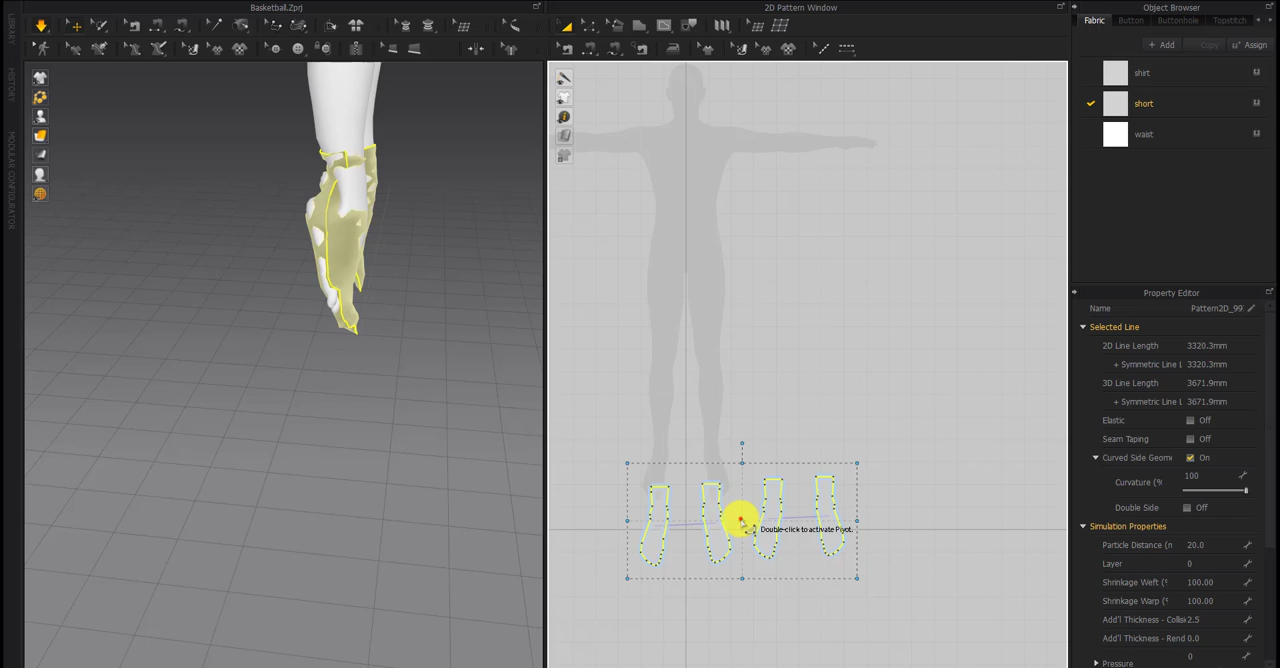 Basketball.Zprj
2D Pattern Window
Object Browser
LIBRARY
HISTORY
MODULAR CONFIGURATOR
Fabric
Button
Buttonhole
Topstitch
+ Add
Copy
Assign
shirt
short
waist
Double-click to activate Pivot.
Property Editor
Name
Pattern2D_99
Selected Line
2D Line Length
3320.3mm
+ Symmetric Line L
3320.3mm
3D Line Length
3671.9mm
+ Symmetric Line L
3671.9mm
Elastic
Off
Seam Taping
Off
Curved Side Geome
On
Curvature (%
100
Double Side
Off
Simulation Properties
Particle Distance (n
20.0
Layer
0
Shrinkage Weft (%
100.00
Shrinkage Warp (%
100.00
Add'l Thickness - Collisi
2.5
Add'l Thickness - Rend
0.0
Pressure
0